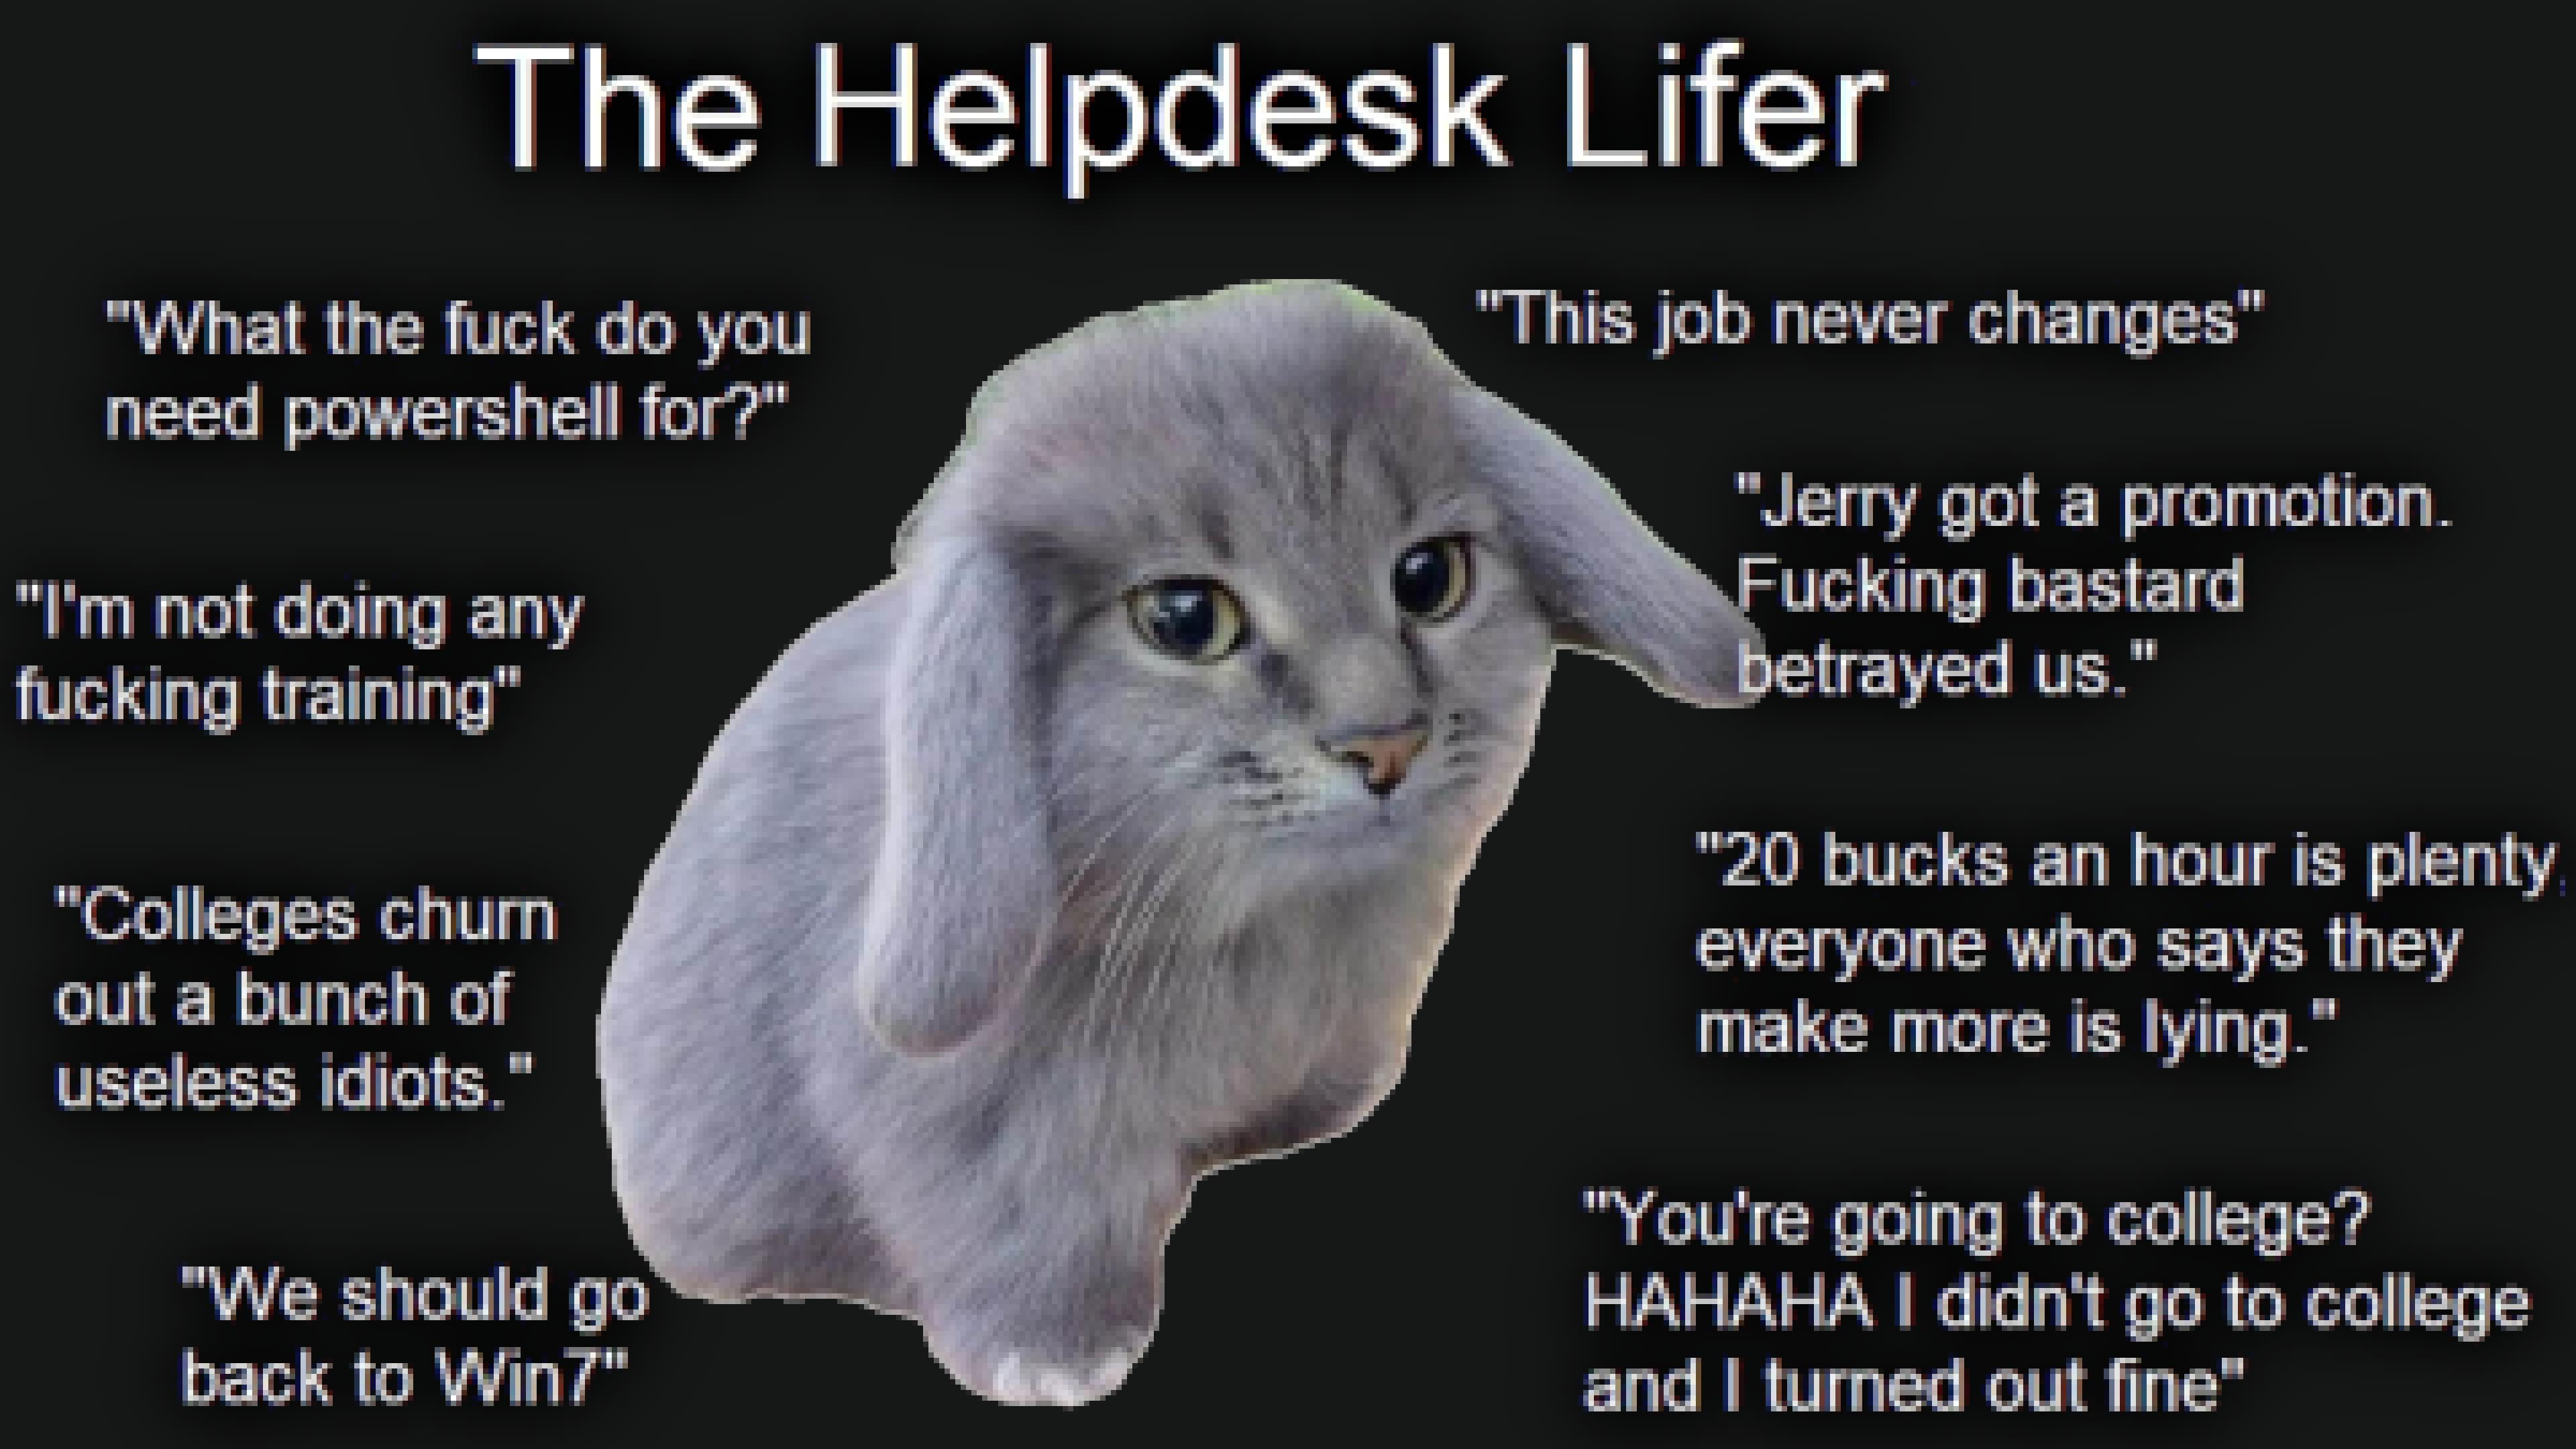 The Helpdesk Lifer
"What the fuck do you
need powershell for?"
"This job never changes"
"Jerry got a promotion.
Fucking bastard
betrayed us."
"I'm not doing any
fucking training"
"20 bucks an hour is plenty,
everyone who says they
make more is lying."
"Colleges churn
out a bunch of
useless idiots."
"You're going to college?
HAHAHA I didn't go to college
and I turned out fine"
"We should go
back to Win7"